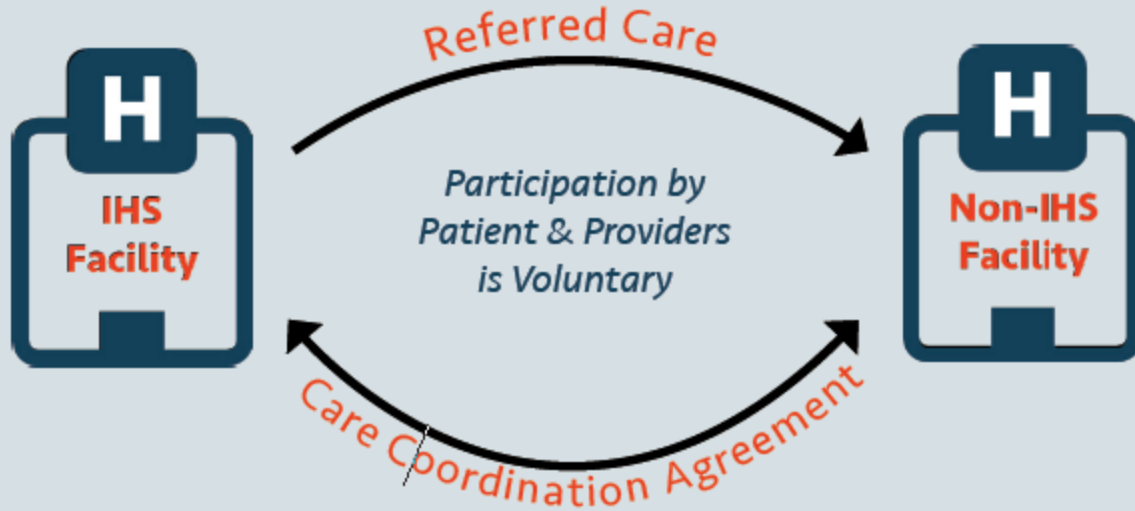 Referred Care
H
IHS
Facility
Participation by
Patient & Providers
is Voluntary
H
Non-IHS
Facility
Care Coordination Agreement